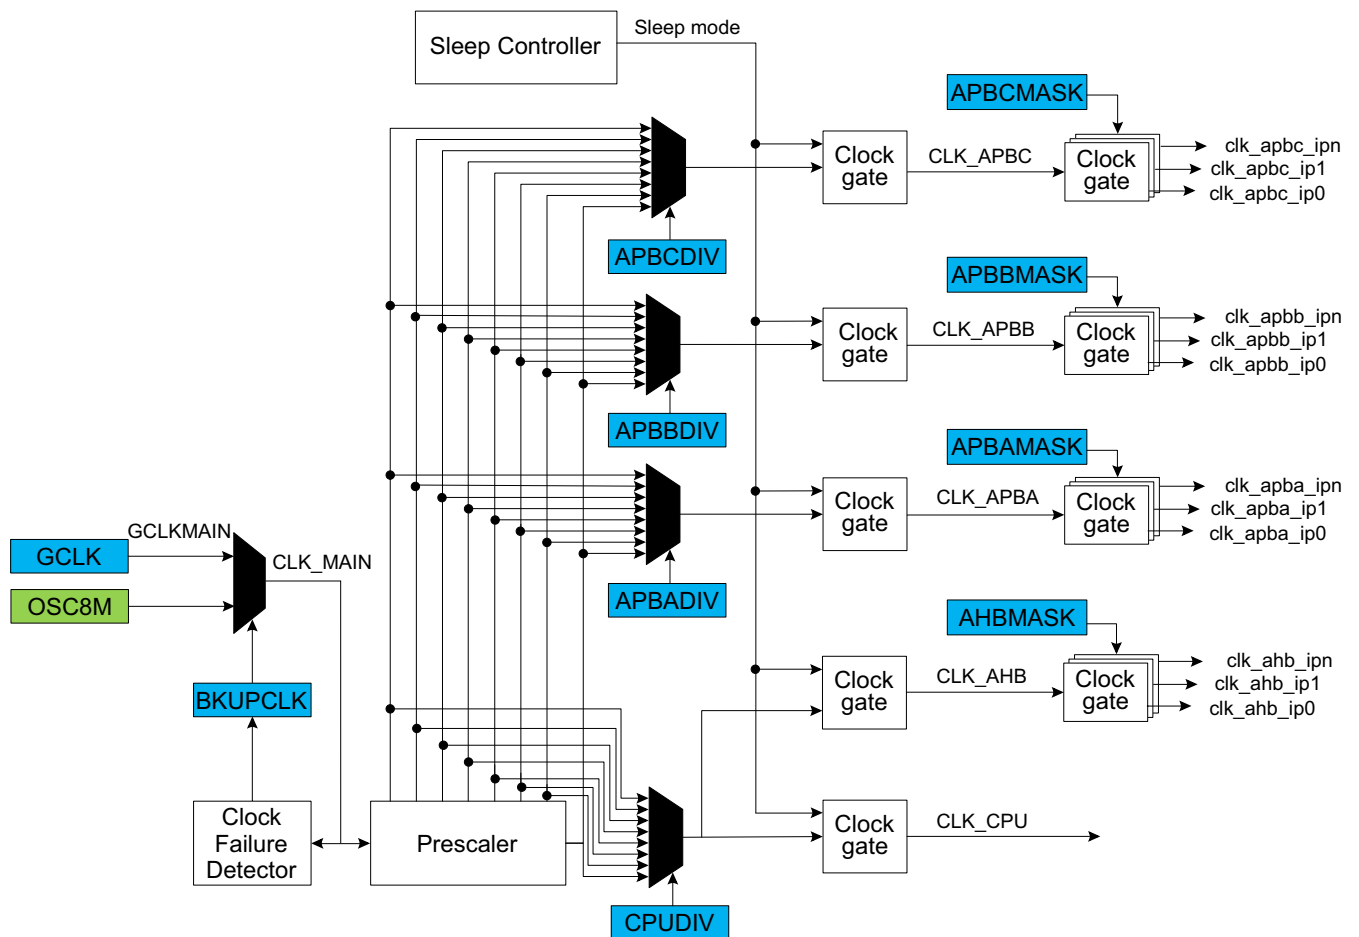 Sleep mode
Sleep Controller
APBCMASK
Clock
gate
CLK_APBC
Clock
gate
clk_apbc_ipn
clk_apbc_ip1
clk_apbc_ip0
APBCDIV
APBBMASK
Clock
gate
CLK_APBB
Clock
gate
clk_apbb_ipn
clk_apbb_ip1
clk_apbb_ip0
APBBDIV
APBAMASK
Clock
gate
CLK_APBA
Clock
gate
clk_apba_ipn
clk_apba_ip1
clk_apba_ip0
GCLKMAIN
GCLK
CLK_MAIN
OSC8M
APBADIV
AHBMASK
BKUPCLK
Clock
gate
CLK_AHB
Clock
gate
clk_ahb_ipn
clk_ahb_ip1
clk_ahb_ip0
Clock
Failure
Detector
Prescaler
Clock
gate
CLK_CPU
CPUDIV